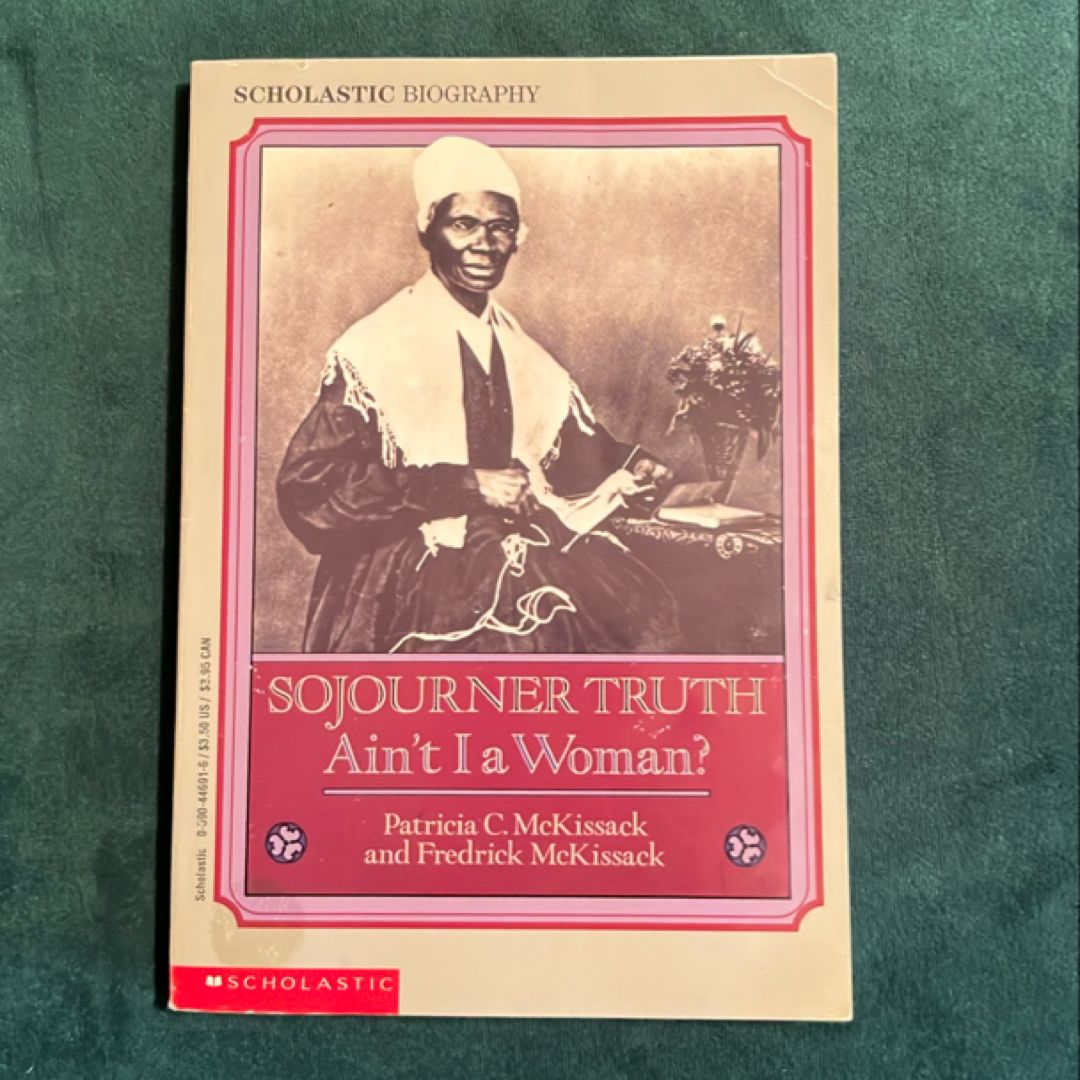 SCHOLASTIC BIOGRAPHY
SOJOURNER TRUTH
Ain't I a Woman?
Patricia C. McKissack
and Fredrick McKissack
Scholastic 0-590-44691-6 / $3.50 US / $3.95 CAN
SCHOLASTIC